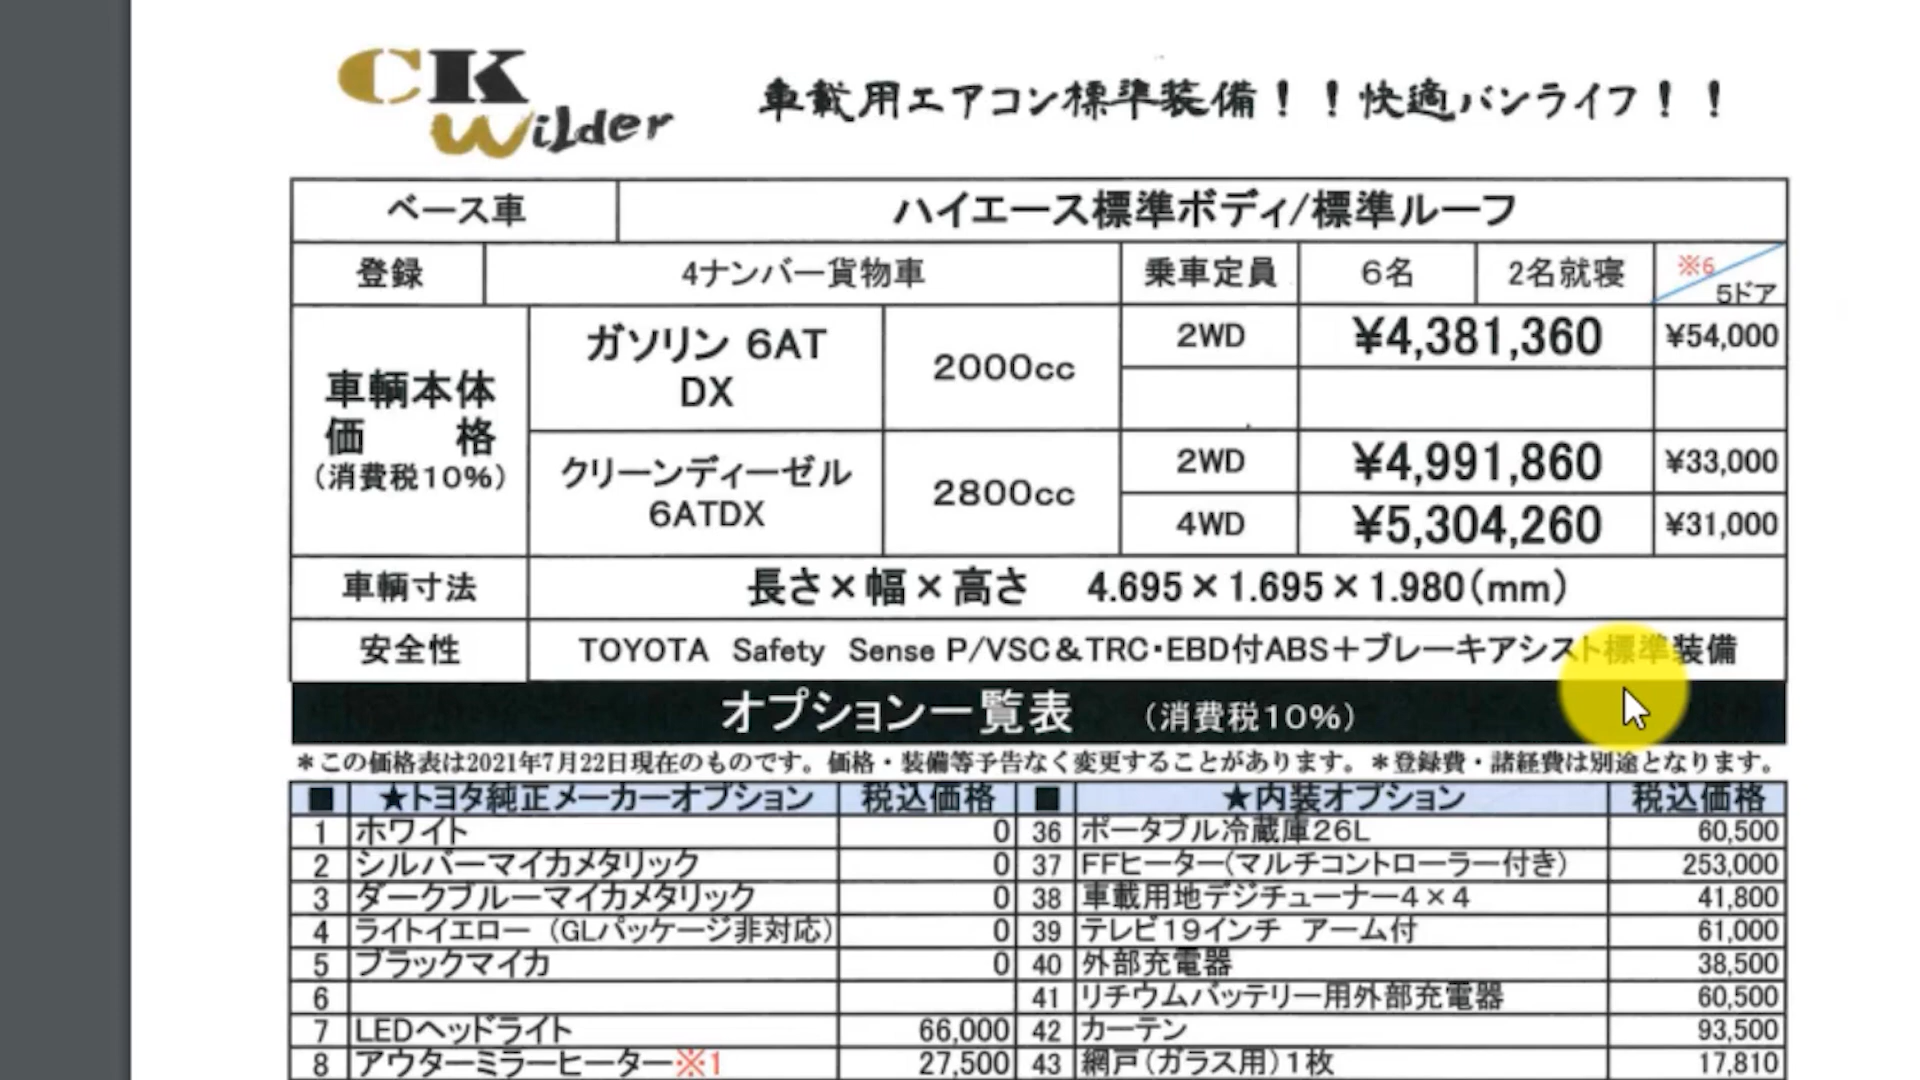 CK Wilder
車載用エアコン標準装備！！快適バンライフ！！
ベース車 ハイエース標準ボディ/標準ルーフ
登録 4ナンバー貨物車 乗車定員 6名 2名就寝 ※6 5ドア
車輌本体価格（消費税10%） ガソリン 6AT DX 2000cc 2WD ¥4,381,360 ¥54,000
クリーンディーゼル 6ATDX 2800cc 2WD ¥4,991,860 ¥33,000
4WD ¥5,304,260 ¥31,000
車輌寸法 長さ×幅×高さ 4.695×1.695×1.980(mm)
安全性 TOYOTA Safety Sense P/VSC＆TRC・EBD付ABS＋ブレーキアシスト標準装備
オプション一覧表 （消費税10%）
＊この価格表は2021年7月22日現在のものです。価格・装備等予告なく変更することがあります。＊登録費・諸経費は別途となります。
■ ★トヨタ純正メーカーオプション 税込価格 ■ ★内装オプション 税込価格
1 ホワイト 0 36 ポータブル冷蔵庫26L 60,500
2 シルバーマイカメタリック 0 37 FFヒーター(マルチコントローラー付き) 253,000
3 ダークブルーマイカメタリック 0 38 車載用地デジチューナー4×4 41,800
4 ライトイエロー（GLパッケージ非対応) 0 39 テレビ19インチ アーム付 61,000
5 ブラックマイカ 0 40 外部充電器 38,500
6 41 リチウムバッテリー用外部充電器 60,500
7 LEDヘッドライト 66,000 42 カーテン 93,500
8 アウターミラーヒーター※1 27,500 43 網戸(ガラス用)1枚 17,810